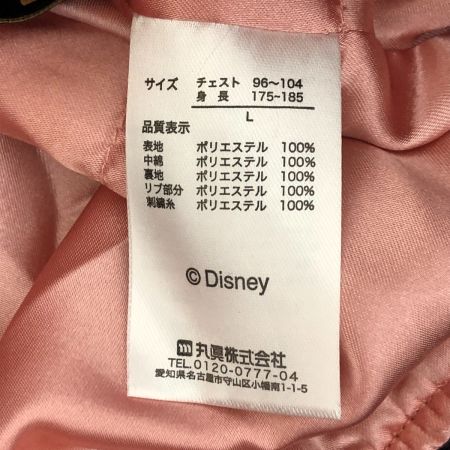 サイズ チェスト 96～104
身長 175～185
L
品質表示
表地 ポリエステル 100%
中綿 ポリエステル 100%
裏地 ポリエステル 100%
リブ部分 ポリエステル 100%
刺繍糸 ポリエステル 100%
©Disney
丸眞株式会社
TEL.0120-0777-04
愛知県名古屋市守山区小幡南1-1-5